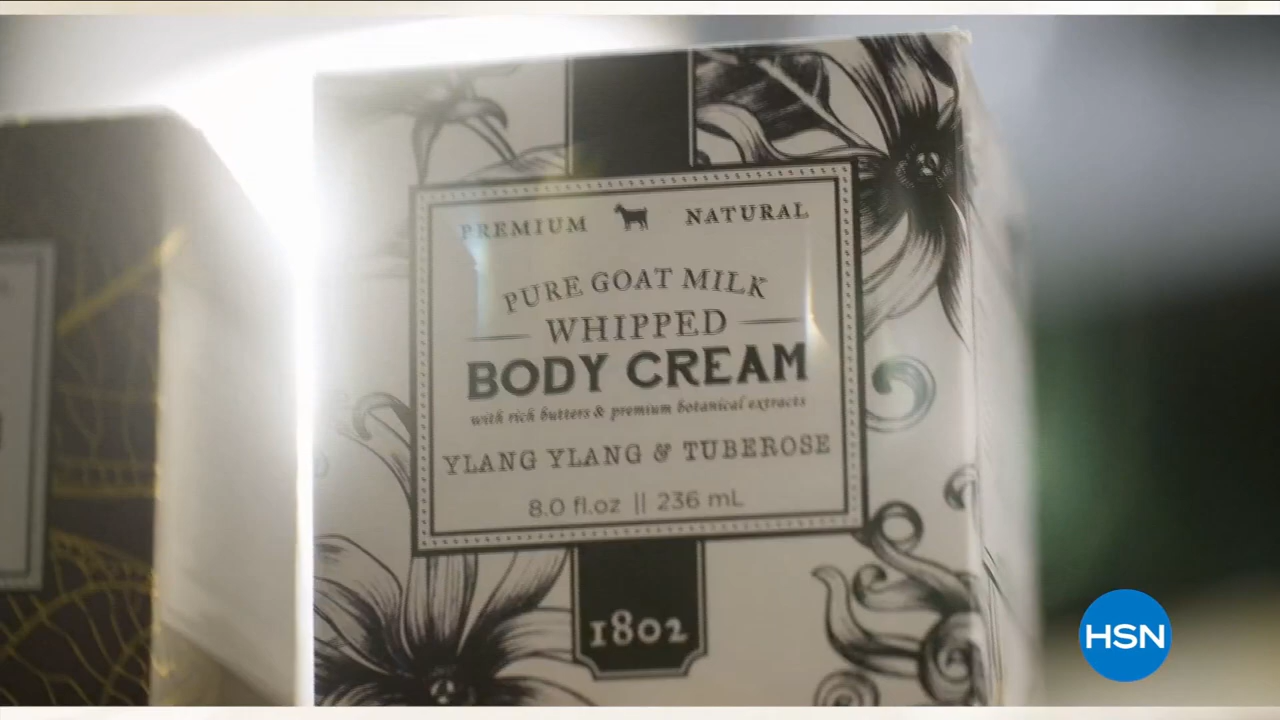 PREMIUM NATURAL
PURE GOAT MILK
WHIPPED
BODY CREAM
with rich butters & premium botanical extracts
YLANG YLANG & TUBEROSE
8.0 fl.oz || 236 mL
1802
HSN